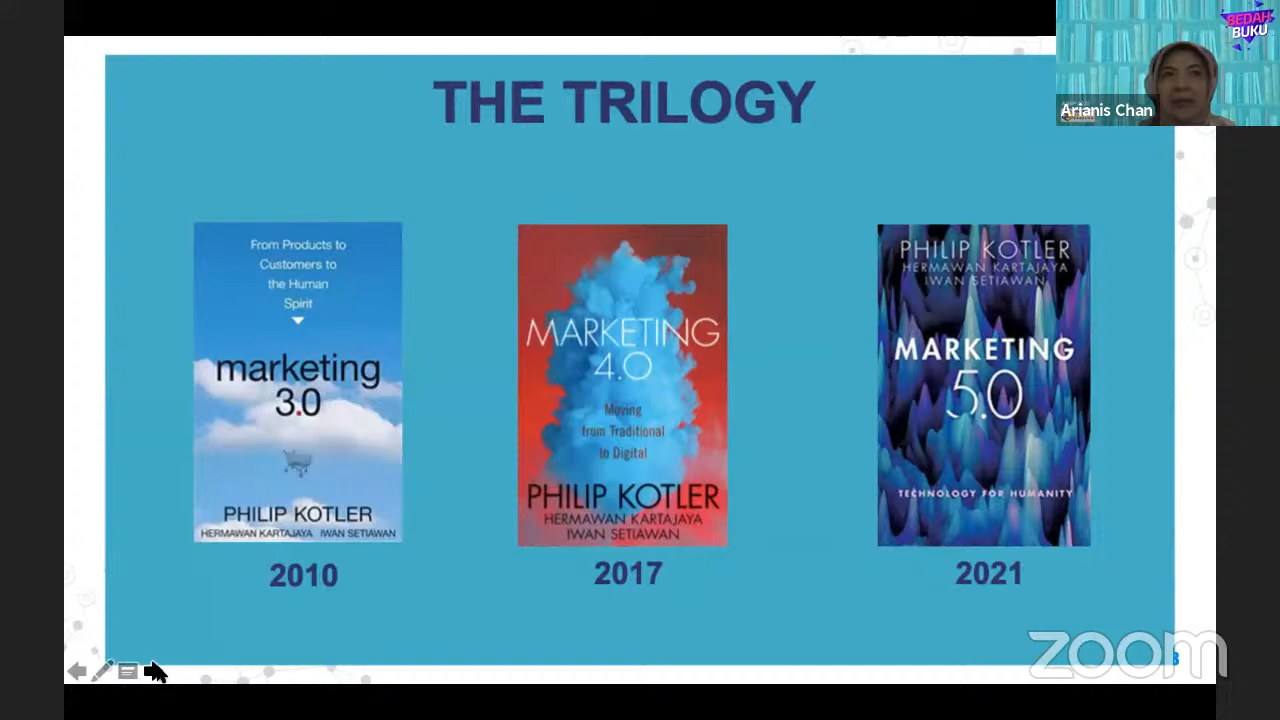 THE TRILOGY
BEDAH
BUKU
Arianis Chan
From Products to
Customers to
the Human
Spirit
marketing
3.0
PHILIP KOTLER
HERMAWAN KARTAJAYA IWAN SETIAWAN
2010
MARKETING
4.0
Moving
from Traditional
to Digital
PHILIP KOTLER
HERMAWAN KARTAJAYA
IWAN SETIAWAN
2017
PHILIP KOTLER
HERMAWAN KARTAJAYA
IWAN SETIAWAN
MARKETING
5.0
TECHNOLOGY FOR HUMANITY
2021
zoom
3